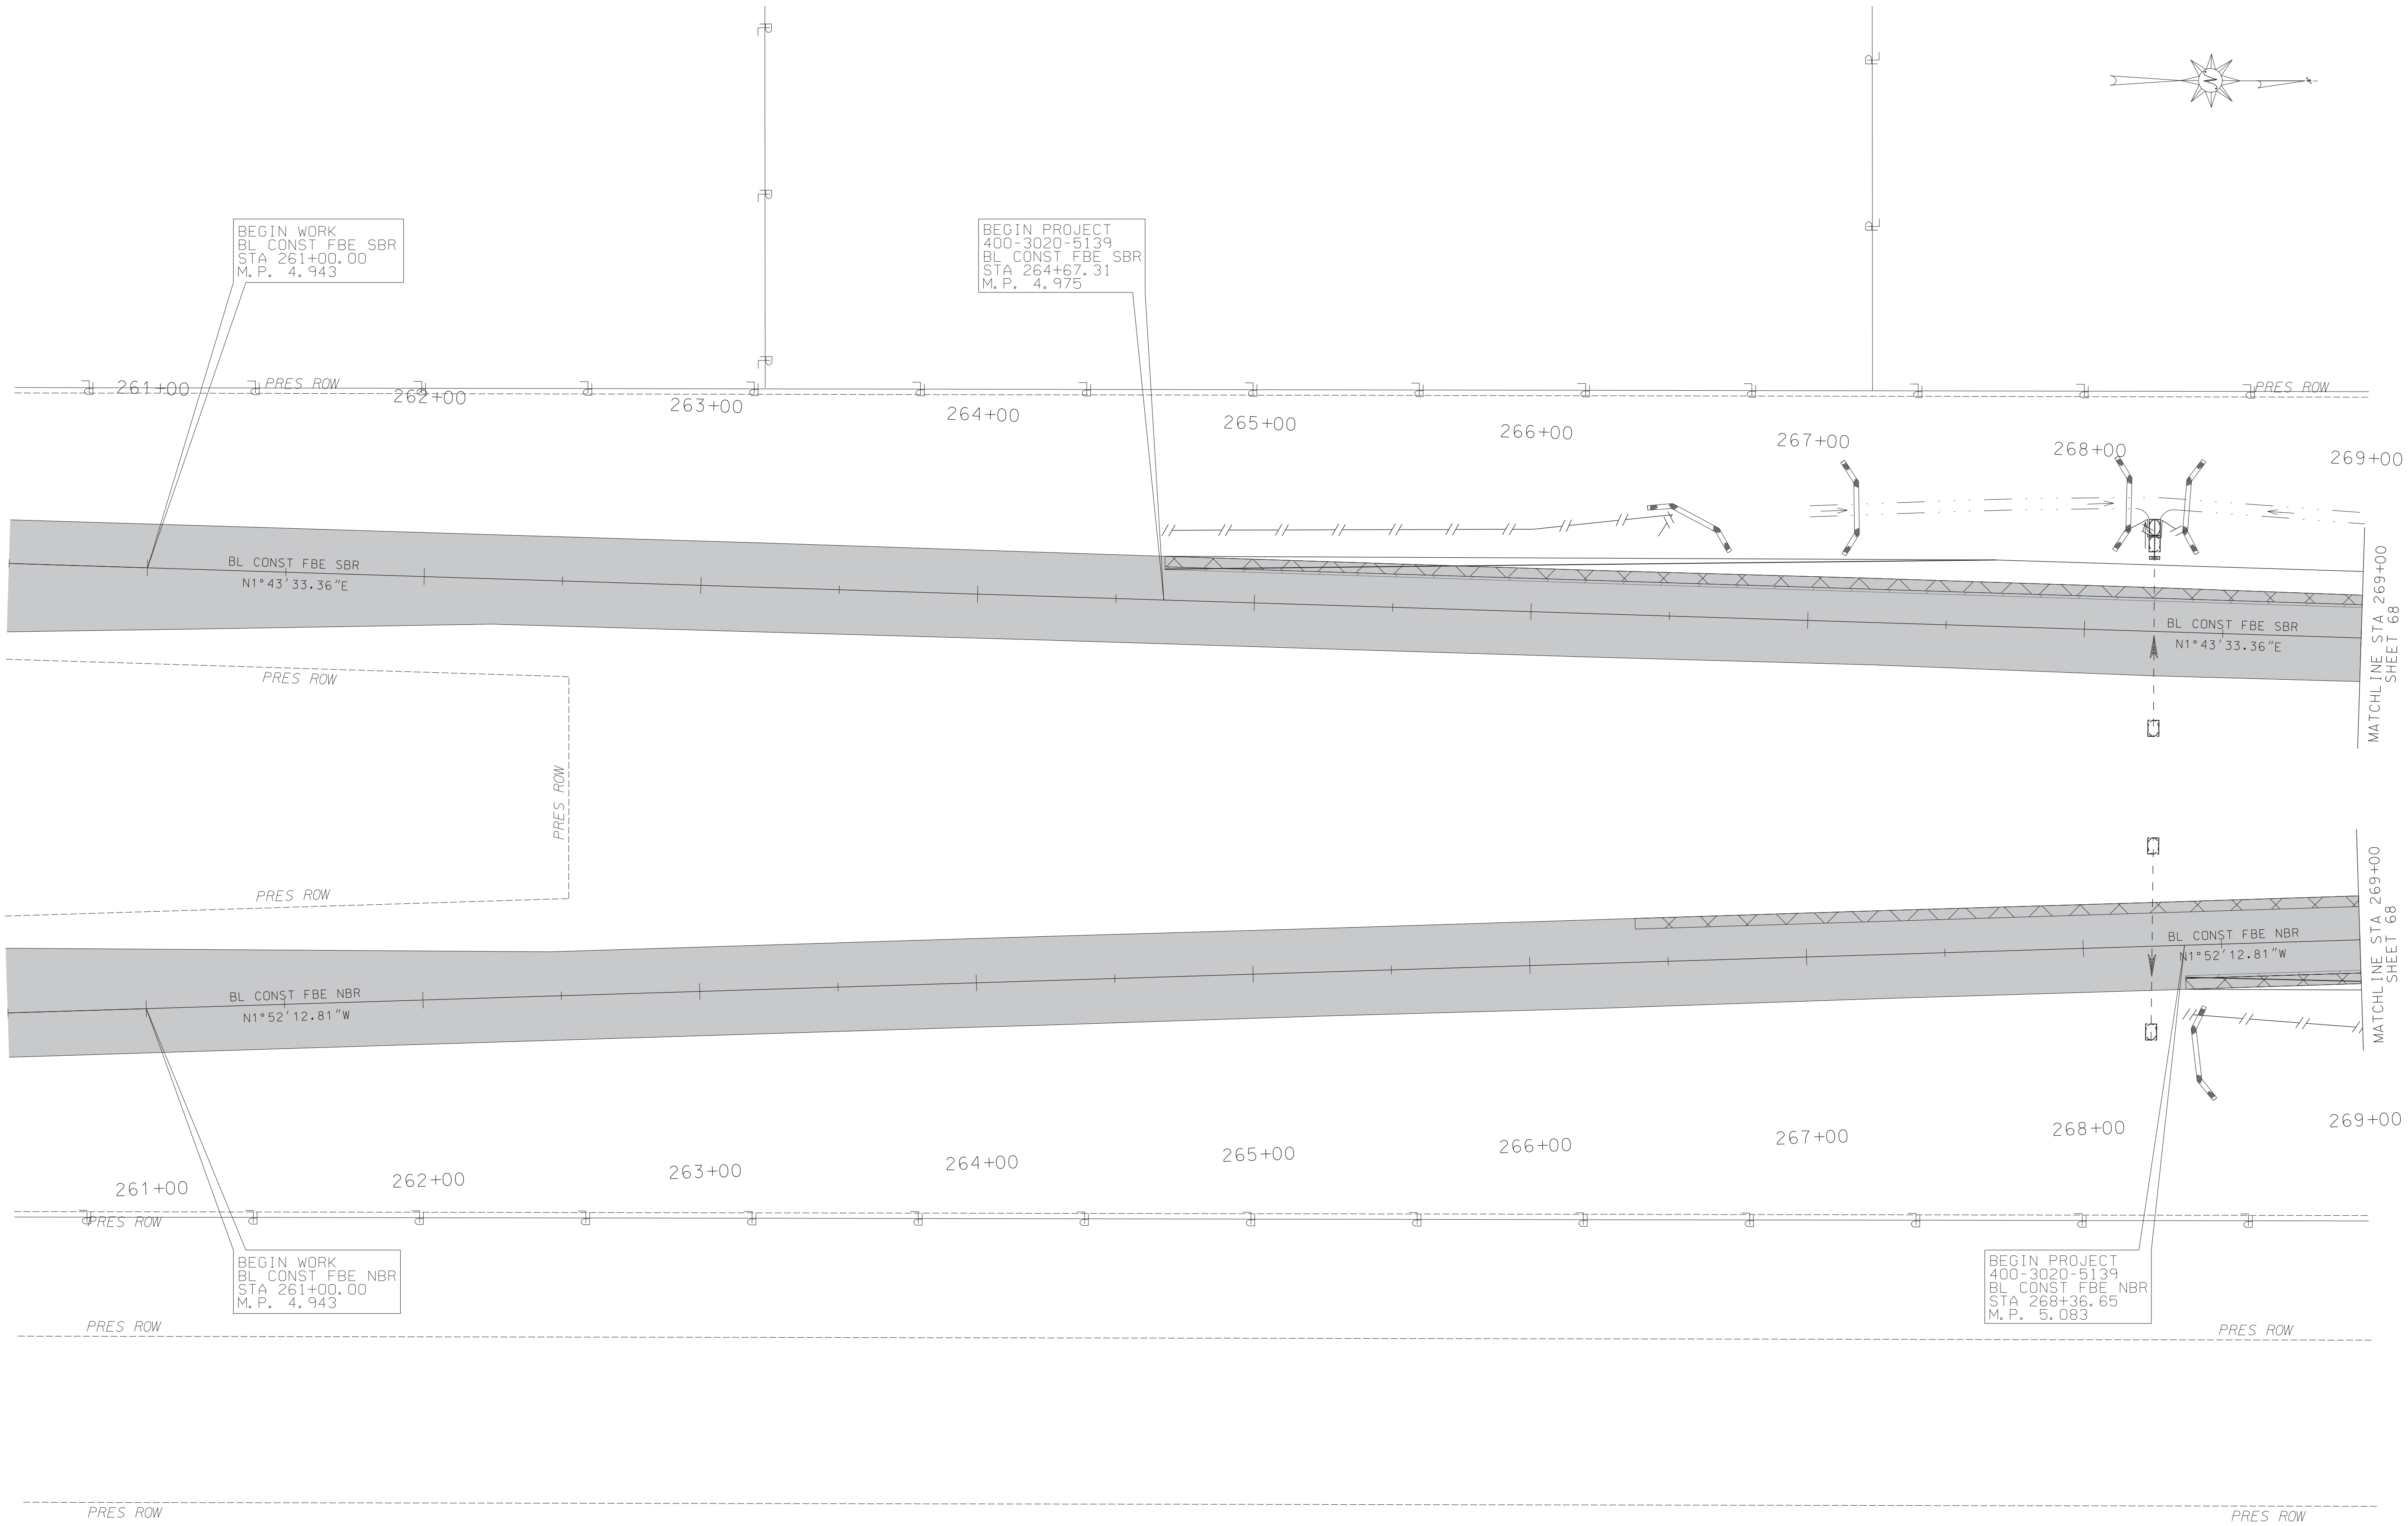 BEGIN WORK
BL CONST FBE SBR
STA 261+00.00
M.P. 4.943
BEGIN PROJECT
400-3020-5139
BL CONST FBE SBR
STA 264+67.31
M.P. 4.975
PRES ROW
PRES ROW
261+00
262+00
263+00
264+00
265+00
266+00
267+00
268+00
269+00
BL CONST FBE SBR
N1°43'33.36"E
BL CONST FBE SBR
N1°43'33.36"E
MATCHLINE STA 269+00
SHEET 68
PRES ROW
PRES ROW
PRES ROW
MATCHLINE STA 269+00
SHEET 68
BL CONST FBE NBR
N1°52'12.81"W
BL CONST FBE NBR
N1°52'12.81"W
261+00
262+00
263+00
264+00
265+00
266+00
267+00
268+00
269+00
PRES ROW
BEGIN WORK
BL CONST FBE NBR
STA 261+00.00
M.P. 4.943
BEGIN PROJECT
400-3020-5139
BL CONST FBE NBR
STA 268+36.65
M.P. 5.083
PRES ROW
PRES ROW
PRES ROW
PRES ROW